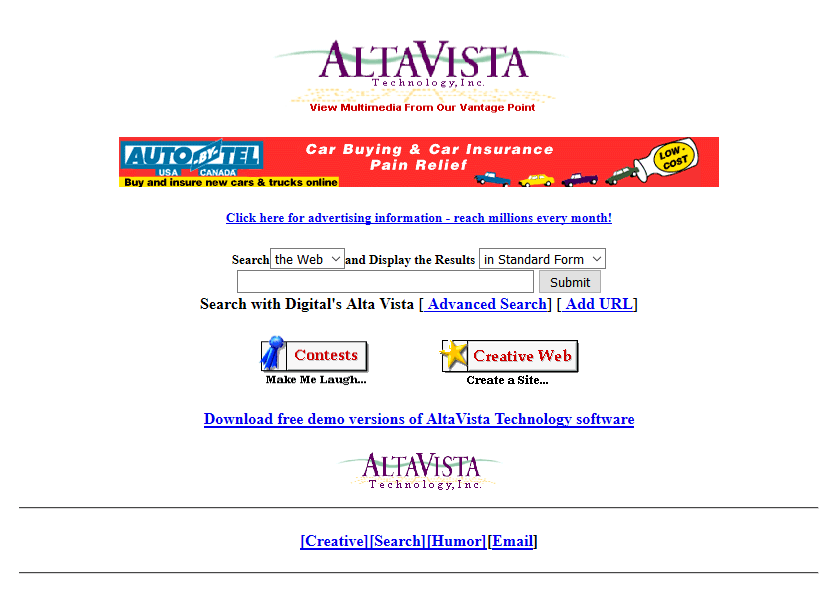 ALTAVISTA
Technology, Inc.
View Multimedia From Our Vantage Point
AUTO-BY-TEL
USA CANADA
Buy and insure new cars & trucks online
Car Buying & Car Insurance
Pain Relief
LOW-
COST
Click here for advertising information - reach millions every month!
Search the Web and Display the Results in Standard Form
Submit
Search with Digital's Alta Vista [ Advanced Search] [ Add URL]
Contests
Creative Web
Make Me Laugh...
Create a Site...
Download free demo versions of AltaVista Technology software
ALTAVISTA
Technology, Inc.
[Creative][Search][Humor][Email]